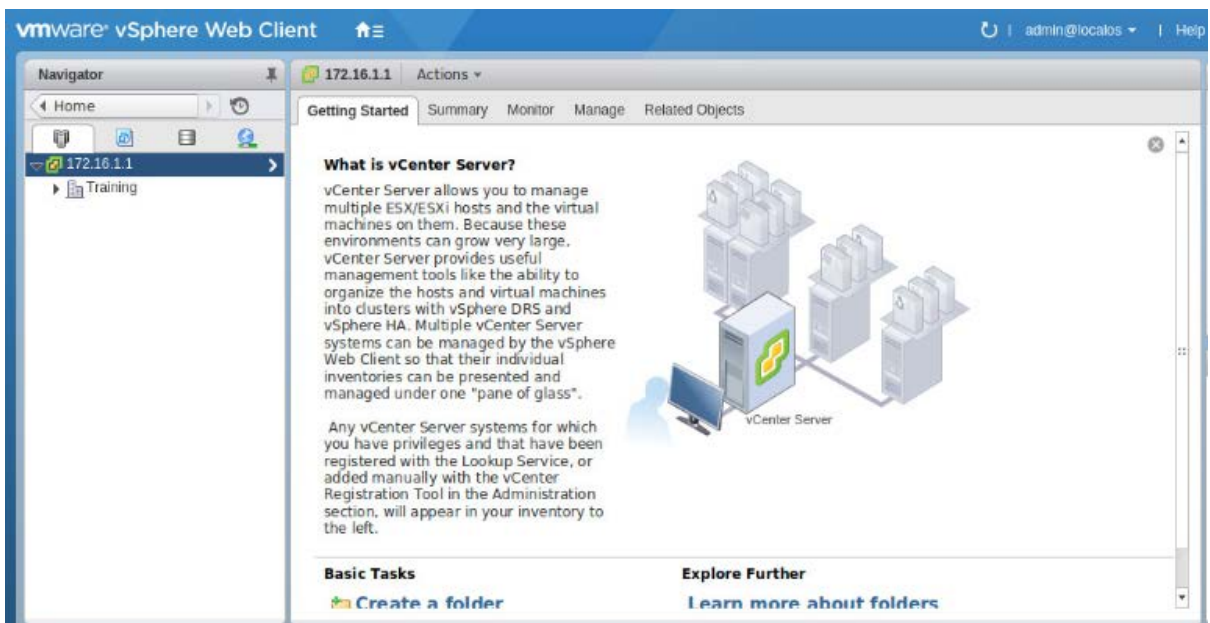 vmware® vSphere Web Client
admin@localos
Help
Navigator
172.16.1.1
Actions
Home
Getting Started
Summary
Monitor
Manage
Related Objects
172.16.1.1
Training
What is vCenter Server?
vCenter Server allows you to manage
multiple ESX/ESXi hosts and the virtual
machines on them. Because these
environments can grow very large,
vCenter Server provides useful
management tools like the ability to
organize the hosts and virtual machines
into clusters with vSphere DRS and
vSphere HA. Multiple vCenter Server
systems can be managed by the vSphere
Web Client so that their individual
inventories can be presented and
managed under one "pane of glass".
Any vCenter Server systems for which
you have privileges and that have been
registered with the Lookup Service, or
added manually with the vCenter
Registration Tool in the Administration
section, will appear in your inventory to
the left.
vCenter Server
Basic Tasks
Create a folder
Explore Further
Learn more about folders